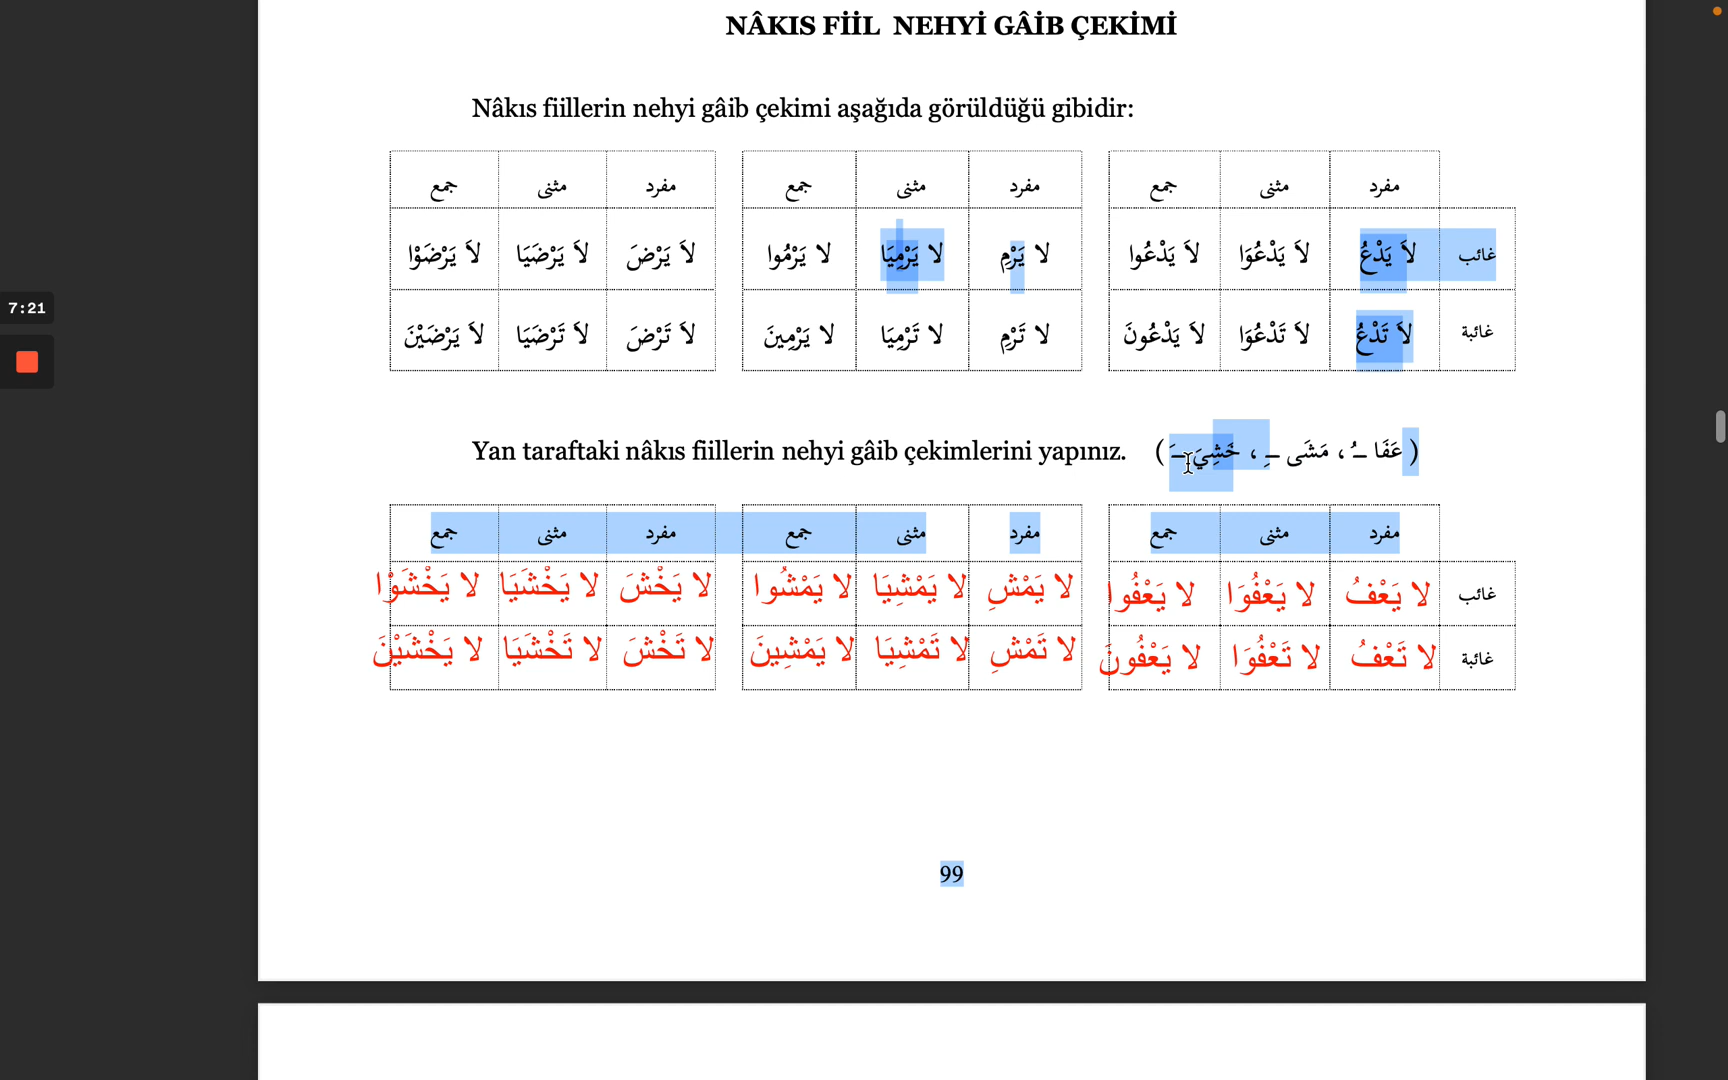 NÂKIS FİİL NEHYİ GÂİB ÇEKİMİ
Nâkıs fiillerin nehyi gâib çekimi aşağıda görüldüğü gibidir:
مفرد مثنى جمع مفرد مثنى جمع مفرد مثنى جمع
غائب لاَ يَدْعُ لاَ يَدْعُوَا لاَ يَدْعُوا لا يَرْمِ لا يَرْمِيَا لا يَرْمُوا لاَ يَرْضَ لاَ يَرْضَيَا لاَ يَرْضَوْا
غائبة لاَ تَدْعُ لاَ تَدْعُوَا لاَ يَدْعُونَ لا تَرْمِ لا تَرْمِيَا لا يَرْمِينَ لاَ تَرْضَ لاَ تَرْضَيَا لاَ يَرْضَيْنَ
Yan taraftaki nâkıs fiillerin nehyi gâib çekimlerini yapınız. ( عَفَا ـُ ، مَشَى ـِ ، خَشِيَ ـَ )
مفرد مثنى جمع مفرد مثنى جمع مفرد مثنى جمع
غائب لا يَعْفُ لا يَعْفُوَا لا يَعْفُوا لا يَمْشِ لا يَمْشِيَا لا يَمْشُوا لا يَخْشَ لا يَخْشَيَا لا يَخْشَوْا
غائبة لا تَعْفُ لا تَعْفُوَا لا يَعْفُونَ لا تَمْشِ لا تَمْشِيَا لا يَمْشِينَ لا تَخْشَ لا تَخْشَيَا لا يَخْشَيْنَ
99
7:21